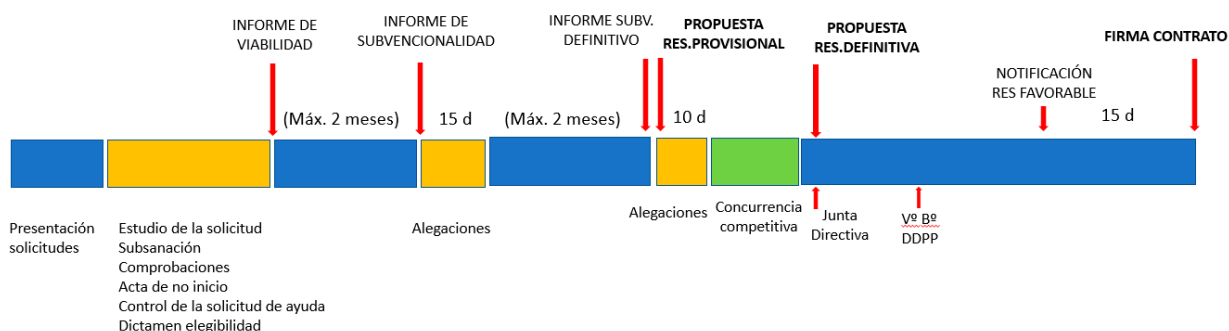 INFORME DE
VIABILIDAD
INFORME DE
SUBVENCIONALIDAD
INFORME SUBV.
DEFINITIVO
PROPUESTA
RES.PROVISIONAL
PROPUESTA
RES.DEFINITIVA
FIRMA CONTRATO
NOTIFICACIÓN
RES FAVORABLE
(Máx. 2 meses)
15 d
(Máx. 2 meses)
10 d
15 d
Presentación
solicitudes
Estudio de la solicitud
Subsanación
Comprobaciones
Acta de no inicio
Control de la solicitud de ayuda
Dictamen elegibilidad
Alegaciones
Alegaciones
Concurrencia
competitiva
Junta
Directiva
Vº Bº
DDPP